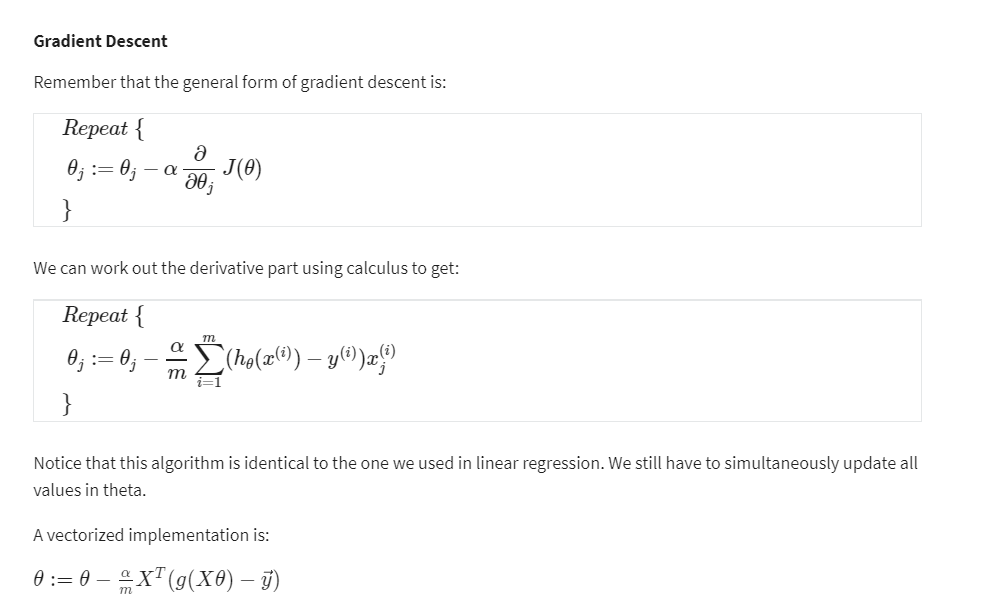 Gradient Descent
Remember that the general form of gradient descent is:
Repeat {
θ_j := θ_j − α ∂/∂θ_j J(θ)
}
We can work out the derivative part using calculus to get:
Repeat {
θ_j := θ_j − α/m ∑_{i=1}^{m} (h_θ(x^{(i)}) − y^{(i)})x_j^{(i)}
}
Notice that this algorithm is identical to the one we used in linear regression. We still have to simultaneously update all
values in theta.
A vectorized implementation is:
θ := θ − α/m X^T(g(Xθ) − y⃗)